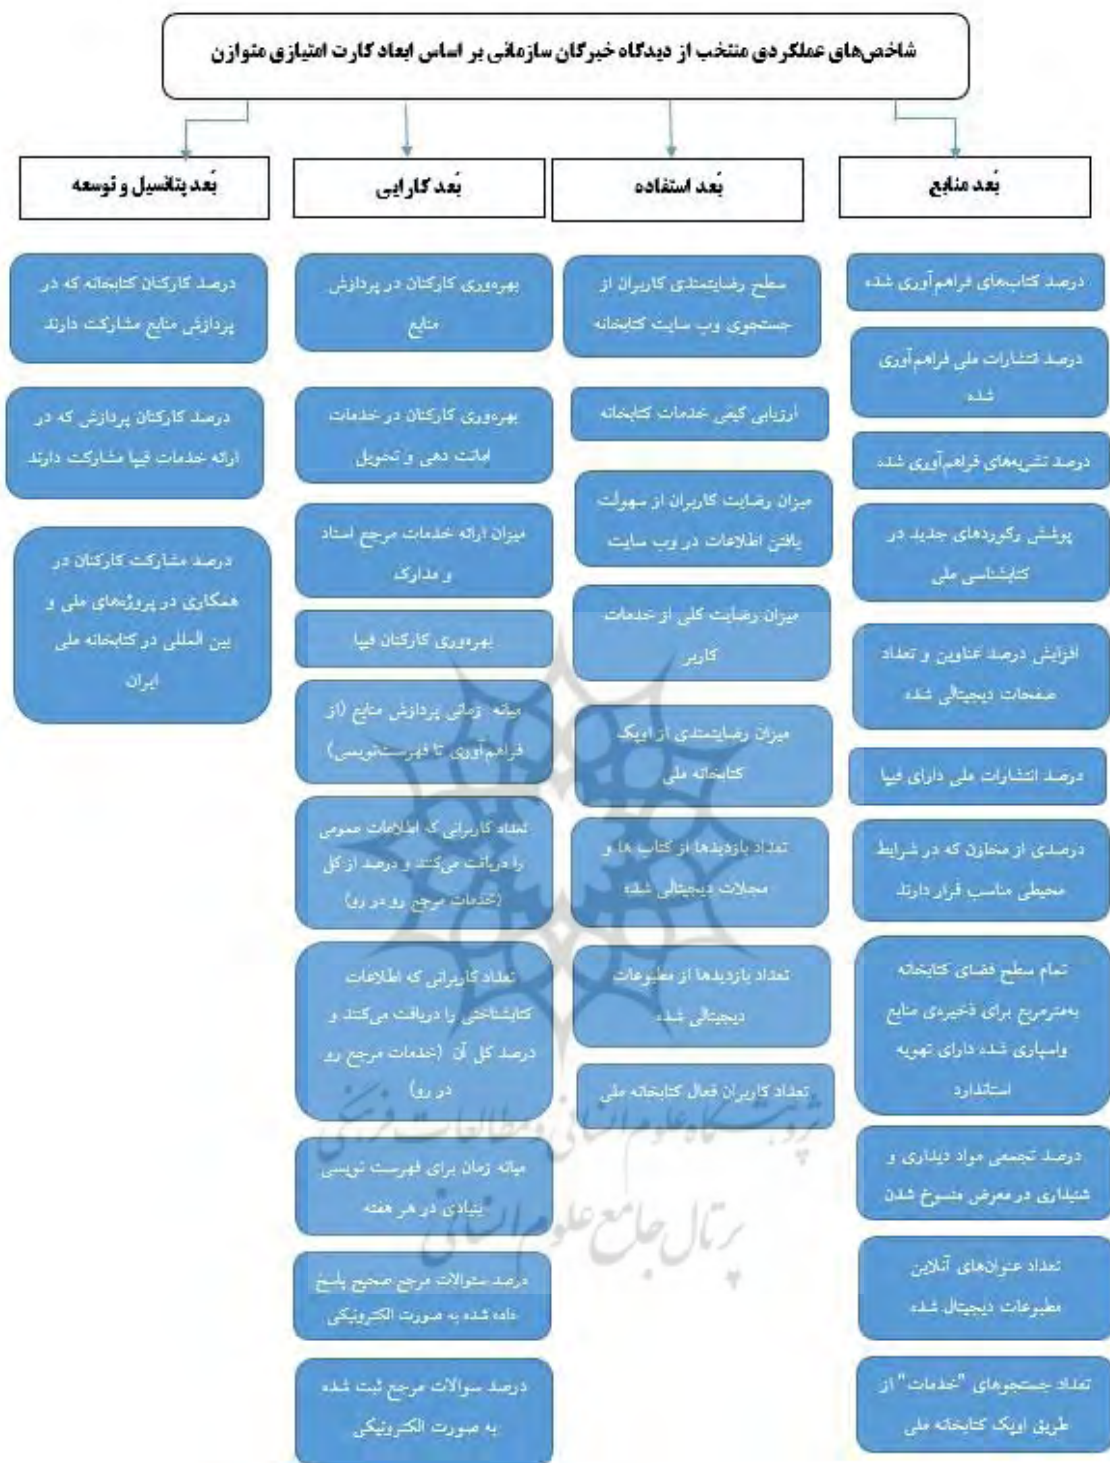 شاخص‌های عملکردی منتخب از دیدگاه خبرگان سازمانی بر اساس ابعاد کارت امتیازی متوازن
بُعد منابع
درصد کتاب‌های فراهم‌آوری شده
درصد انتشارات ملی فراهم‌آوری
شده
درصد نشریه‌های فراهم‌آوری شده
پوشش رکوردهای جدید در
کتابشناسی ملی
افزایش درصد عناوین و تعداد
صفحات دیجیتالی شده
درصد انتشارات ملی دارای فیپا
درصدی از مخازن که در شرایط
محیطی مناسب قرار دارند
تمام سطح فضای کتابخانه
به‌مترمربع برای ذخیره‌ی منابع
واسپاری شده دارای تهویه
استاندارد
درصد تجمعی مواد دیداری و
شنیداری در معرض منسوخ شدن
تعداد عنوان‌های آنلاین
مطبوعات دیجیتال شده
تعداد جستجوهای "خدمات" از
طریق اوپک کتابخانه ملی
بُعد استفاده
سطح رضایتمندی کاربران از
جستجوی وب سایت کتابخانه
ارزیابی کیفی خدمات کتابخانه
میزان رضایت کاربران از سهولت
یافتن اطلاعات در وب سایت
میزان رضایت کلی از خدمات
کاربر
میزان رضایتمندی از اوپک
کتابخانه ملی
تعداد بازدیدها از کتاب ها و
مجلات دیجیتالی شده
تعداد بازدیدها از مطبوعات
دیجیتالی شده
تعداد کاربران فعال کتابخانه ملی
بُعد کارایی
بهره‌وری کارکنان در پردازش
منابع
بهره‌وری کارکنان در خدمات
امانت دهی و تحویل
میزان ارائه خدمات مرجع اسناد
و مدارک
بهره‌وری کارکنان فیپا
میانه زمانی پردازش منابع (از
فراهم‌آوری تا فهرست‌نویسی)
تعداد کاربرانی که اطلاعات عمومی
را دریافت می‌کنند و درصد از کل
(خدمات مرجع رو در رو)
تعداد کاربرانی که اطلاعات
کتابشناختی را دریافت می‌کنند و
درصد کل آن (خدمات مرجع رو
در رو)
میانه زمان برای فهرست نویسی
بنیادی در هر هفته
درصد سئوالات مرجع صحیح پاسخ
داده شده به صورت الکترونیکی
درصد سوالات مرجع ثبت شده
به صورت الکترونیکی
بُعد پتانسیل و توسعه
درصد کارکنان کتابخانه که در
پردازش منابع مشارکت دارند
درصد کارکنان پردازش که در
ارائه خدمات فیپا مشارکت دارند
درصد مشارکت کارکنان در
همکاری در پروژه‌های ملی و
بین المللی در کتابخانه ملی
ایران
پژوهشگاه علوم انسانی و مطالعات فرهنگی
پرتال جامع علوم انسانی